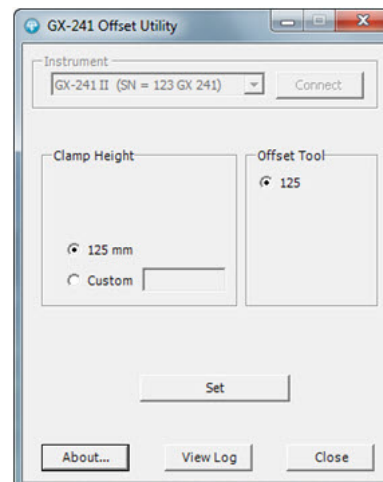 GX-241 Offset Utility
Instrument
GX-241 II (SN = 123 GX 241)
Connect
Clamp Height
125 mm
Custom
Offset Tool
125
Set
About...
View Log
Close